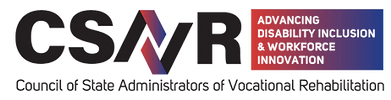 CSAVR
ADVANCING
DISABILITY INCLUSION
& WORKFORCE
INNOVATION
Council of State Administrators of Vocational Rehabilitation